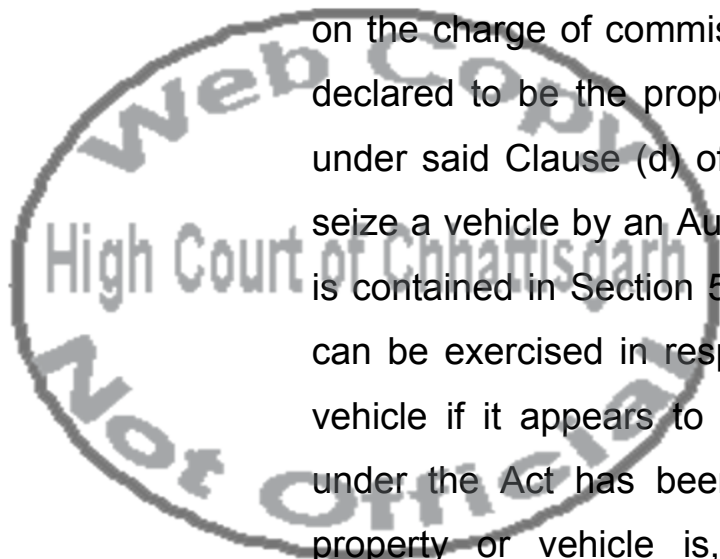 on the charge of commis
declared to be the prope
under said Clause (d) of
seize a vehicle by an Au
is contained in Section 5
can be exercised in resp
vehicle if it appears to
under the Act has been
property or vehicle is,
Web Copy
High Court of Chhattisgarh
Not Official